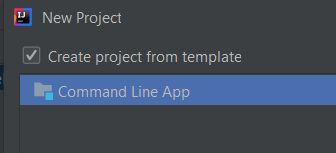 New Project
Create project from template
Command Line App